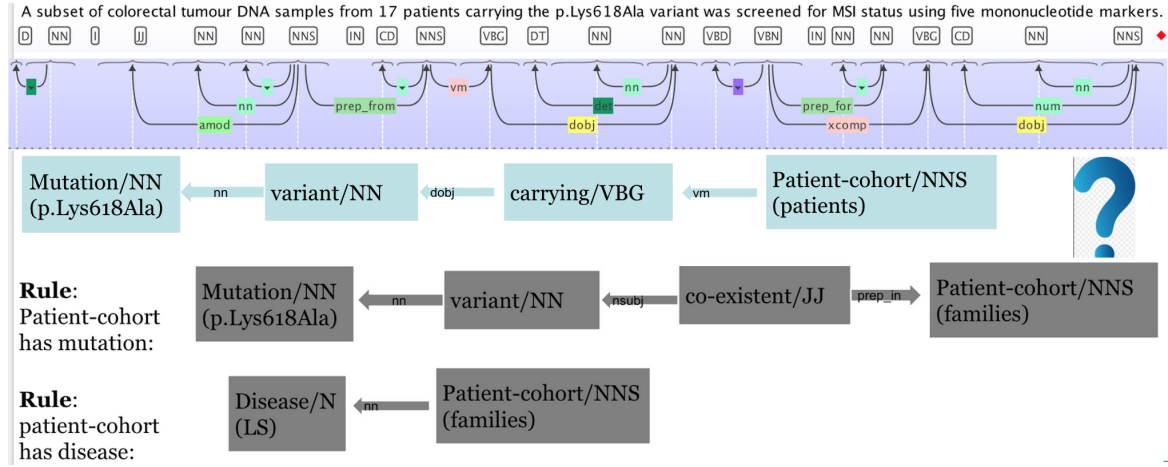 A subset of colorectal tumour DNA samples from 17 patients carrying the p.Lys618Ala variant was screened for MSI status using five mononucleotide markers.
D NN I JJ NN NN NNS IN CD NNS VBG DT NN NN VBD VBN IN NN NN VBG CD NN NNS
vm nn nn
nn prep_from det prep_for num
amod dobj xcomp dobj
Mutation/NN
(p.Lys618Ala)
nn
variant/NN
dobj
carrying/VBG
vm
Patient-cohort/NNS
(patients)
Rule:
Patient-cohort
has mutation:
Mutation/NN
(p.Lys618Ala)
nn
variant/NN
nsubj
co-existent/JJ
prep_in
Patient-cohort/NNS
(families)
Rule:
patient-cohort
has disease:
Disease/N
(LS)
nn
Patient-cohort/NNS
(families)